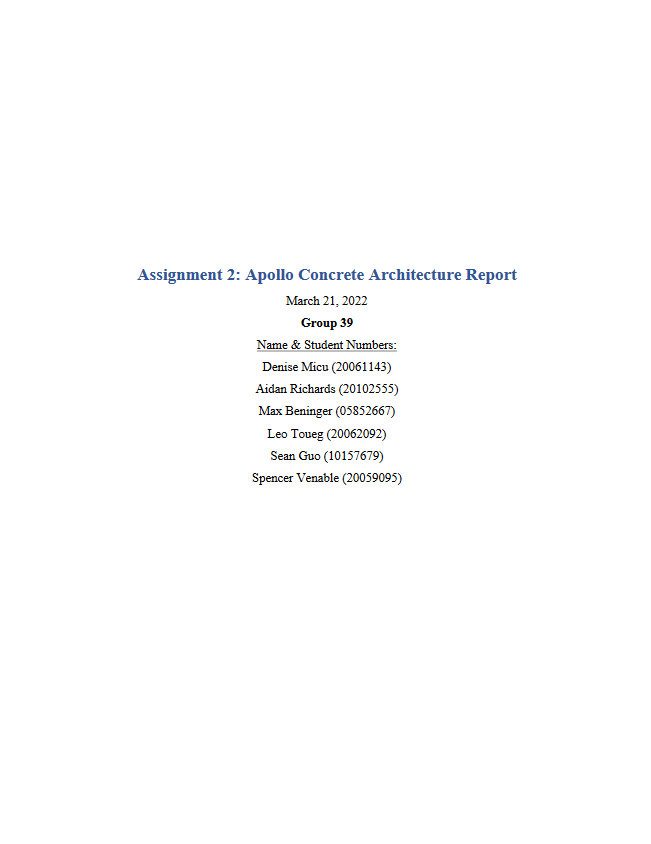 Assignment 2: Apollo Concrete Architecture Report
March 21, 2022
Group 39
Name & Student Numbers:
Denise Micu (20061143)
Aidan Richards (20102555)
Max Beninger (05852667)
Leo Toueg (20062092)
Sean Guo (10157679)
Spencer Venable (20059095)